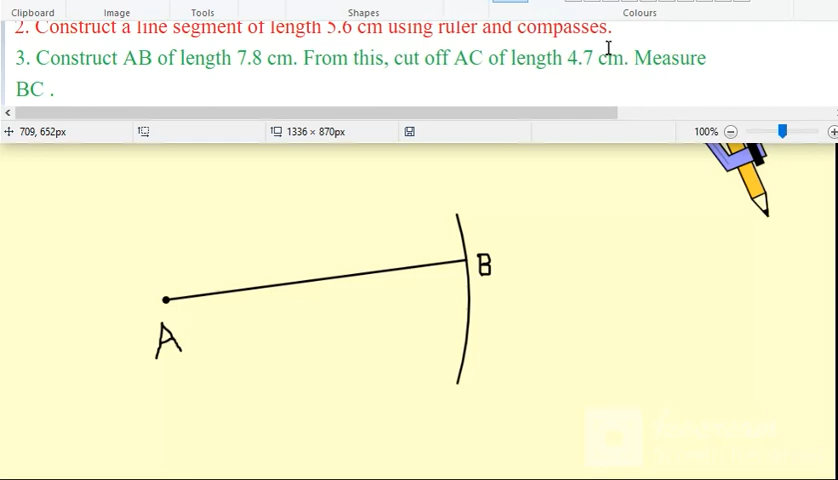 Clipboard Image Tools Shapes Colours
2. Construct a line segment of length 5.6 cm using ruler and compasses.
3. Construct AB of length 7.8 cm. From this, cut off AC of length 4.7 cm. Measure
BC .
709, 652px 1336 × 870px 100%
B
A